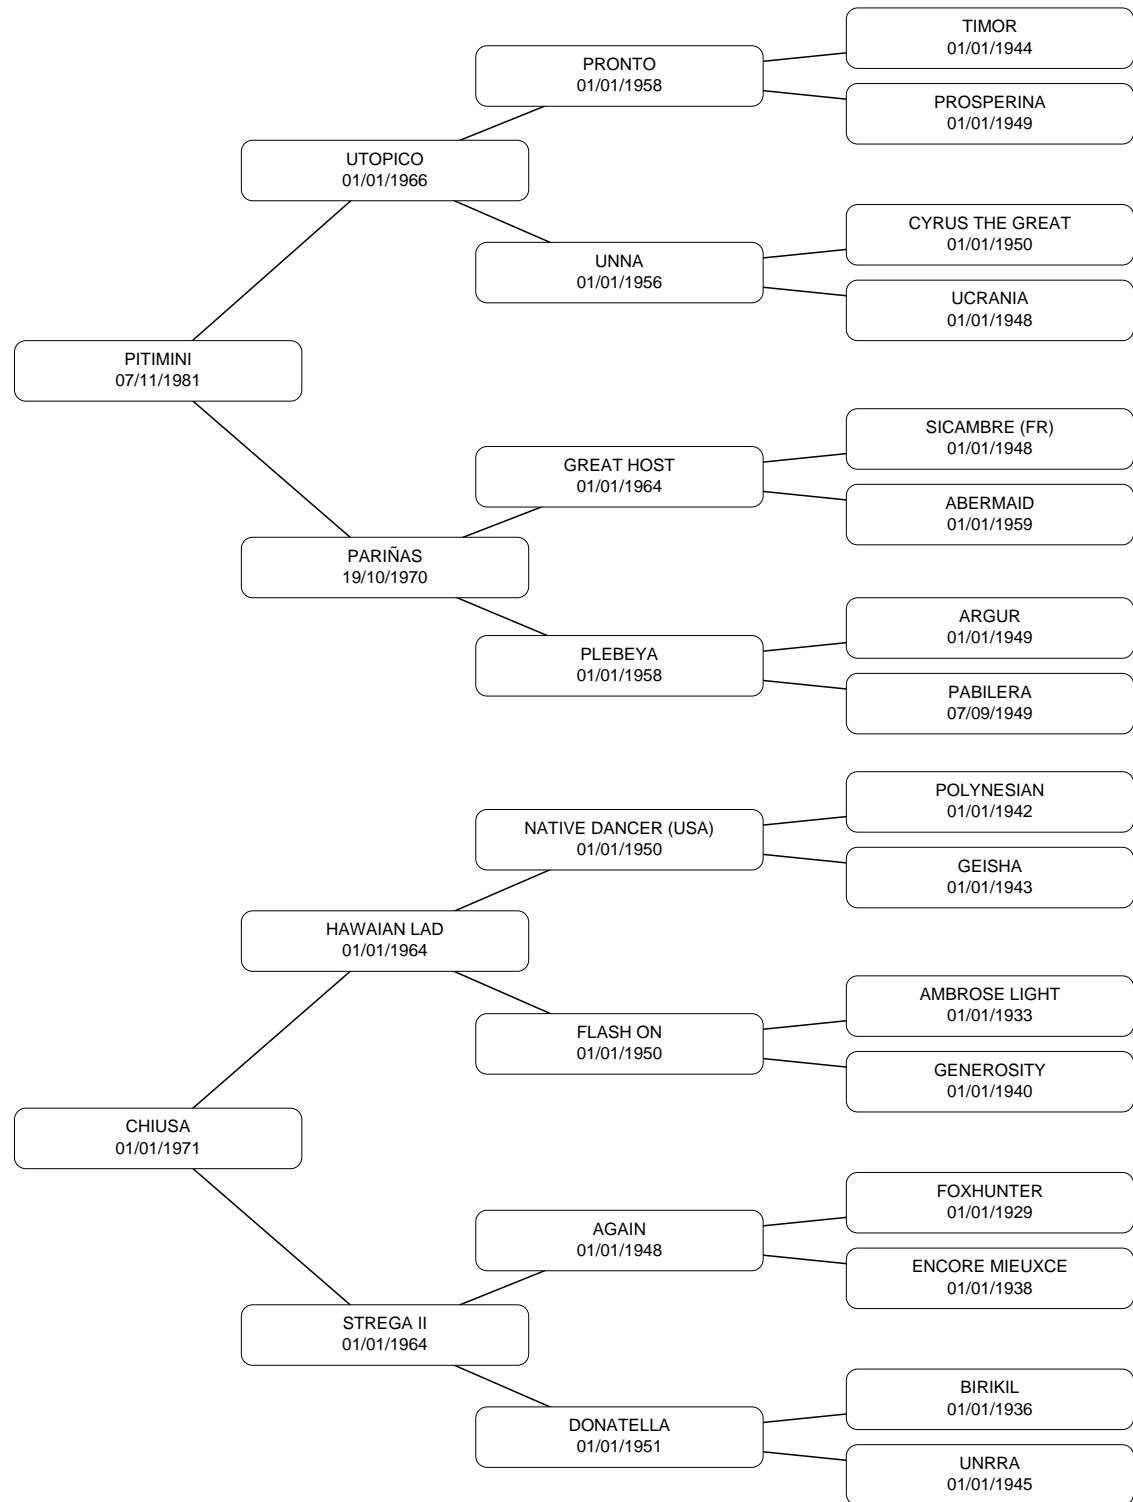 TIMOR
01/01/1944
PRONTO
01/01/1958
PROSPERINA
01/01/1949
UTOPICO
01/01/1966
CYRUS THE GREAT
01/01/1950
UNNA
01/01/1956
UCRANIA
01/01/1948
PITIMINI
07/11/1981
SICAMBRE (FR)
01/01/1948
GREAT HOST
01/01/1964
ABERMAID
01/01/1959
PARIÑAS
19/10/1970
ARGUR
01/01/1949
PLEBEYA
01/01/1958
PABILERA
07/09/1949
POLYNESIAN
01/01/1942
NATIVE DANCER (USA)
01/01/1950
GEISHA
01/01/1943
HAWAIAN LAD
01/01/1964
AMBROSE LIGHT
01/01/1933
FLASH ON
01/01/1950
GENEROSITY
01/01/1940
CHIUSA
01/01/1971
FOXHUNTER
01/01/1929
AGAIN
01/01/1948
ENCORE MIEUXCE
01/01/1938
STREGA II
01/01/1964
BIRIKIL
01/01/1936
DONATELLA
01/01/1951
UNRRA
01/01/1945